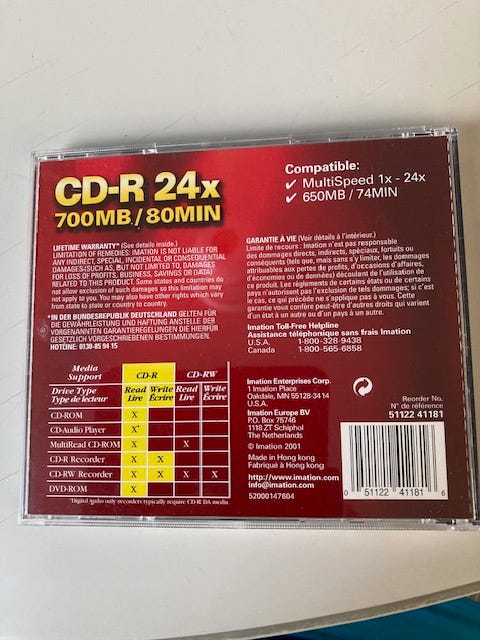 CD-R 24x
700MB/80MIN
Compatible:
✓ MultiSpeed 1x - 24x
✓ 650MB / 74MIN
LIFETIME WARRANTY* (See details inside.)
LIMITATION OF REMEDIES: IMATION IS NOT LIABLE FOR
ANY INDIRECT, SPECIAL, INCIDENTAL OR CONSEQUENTIAL
DAMAGES (SUCH AS, BUT NOT LIMITED TO, DAMAGES
FOR LOSS OF PROFITS, BUSINESS, SAVINGS OR DATA)
RELATED TO THIS PRODUCT. Some states and countries do
not allow exclusion of such damages so this limitation may
not apply to you. You may also have other rights which vary
from state to state or country to country.
*IN DER BUNDESREPUBLIK DEUTSCHLAND GELTEN FÜR
DIE GEWÄHRLEISTUNG UND HAFTUNG ANSTELLE DER
VORGENANNTEN GARANTIEREGELUNGEN DIE HIERFÜR
GESETZLICH VORGESCHRIEBENEN BESTIMMUNGEN.
HOTLINE: 0130-85 94 15
GARANTIE À VIE (Voir détails à l'intérieur.)
Limite de recours : Imation n'est pas responsable
des dommages directs, indirects, spéciaux, fortuits ou
conséquents (tels que, mais sans s'y limiter, les dommages
attribuables aux pertes de profits, d'occasions d'affaires,
d'économies ou de données) découlant de l'utilisation de
ce produit. Les règlements de certains états ou de certains
pays n'autorisent pas l'exclusion de tels dommages; si c'est
le cas, ce qui précède ne s'applique pas à vous. Cette
garantie vous confère peut-être d'autres droits qui varient
d'un état à un autre ou d'un pays à un autre.
Imation Toll-Free Helpline
Assistance téléphonique sans frais Imation
U.S.A. 1-800-328-9438
Canada 1-800-565-6858
Media
Support
CD-R CD-RW
Drive Type
Type de lecteur
Read Write Read Write
Lire Écrire Lire Écrire
CD-ROM X
CD-Audio Player X*
MultiRead CD-ROM X X
CD-R Recorder X X
CD-RW Recorder X X X X
DVD-ROM X
*Digital Audio only recorders typically require CD-R DA media.
Imation Enterprises Corp.
1 Imation Place
Oakdale, MN 55128-3414
U.S.A.
Imation Europe BV
P.O. Box 75746
1118 ZT Schiphol
The Netherlands
© Imation 2001
Made in Hong kong
Fabriqué à Hong kong
http://www.imation.com
info@imation.com
52000147604
Reorder No.
N° de référence
51122 41181
0 51122 41181 6